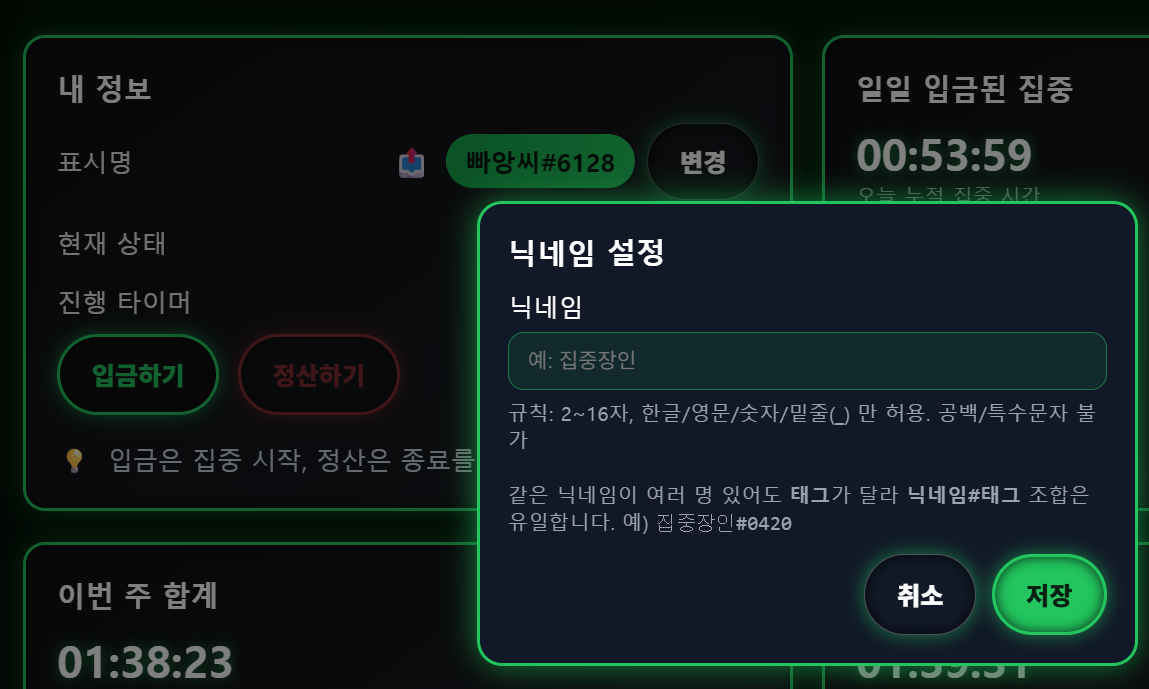 내 정보
표시명
빠앙씨#6128
변경
현재 상태
진행 타이머
입금하기
정산하기
입금은 집중 시작, 정산은 종료를
일일 입금된 집중
00:53:59
오늘 누적 집중 시간
닉네임 설정
닉네임
예: 집중장인
규칙: 2~16자, 한글/영문/숫자/밑줄(_) 만 허용. 공백/특수문자 불
가
같은 닉네임이 여러 명 있어도 태그가 달라 닉네임#태그 조합은
유일합니다. 예) 집중장인#0420
취소
저장
이번 주 합계
01:38:23